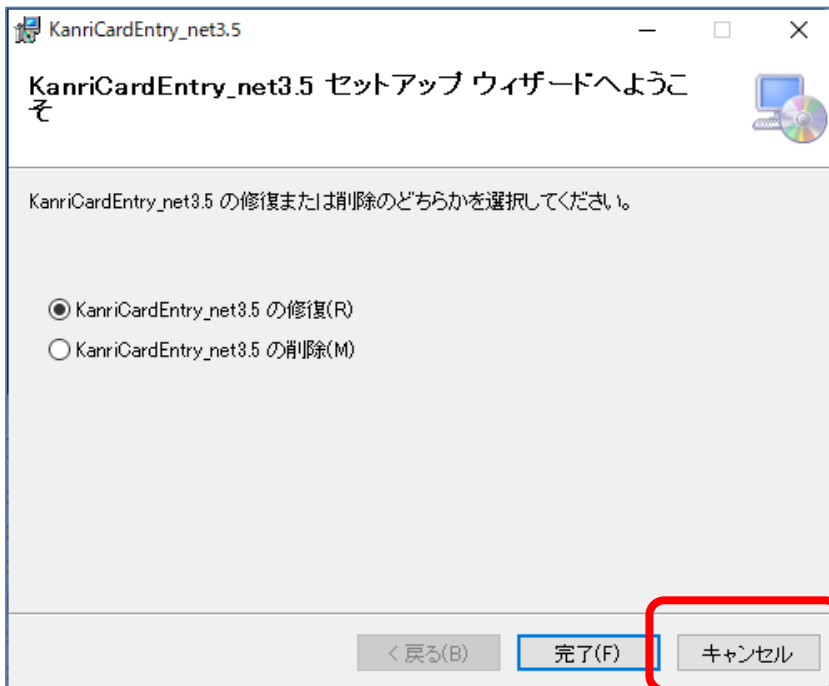 KanriCardEntry_net3.5
KanriCardEntry_net3.5 セットアップ ウィザードへようこ
そ
KanriCardEntry_net3.5 の修復または削除のどちらかを選択してください。
KanriCardEntry_net3.5 の修復(R)
KanriCardEntry_net3.5 の削除(M)
< 戻る(B)
完了(F)
キャンセル